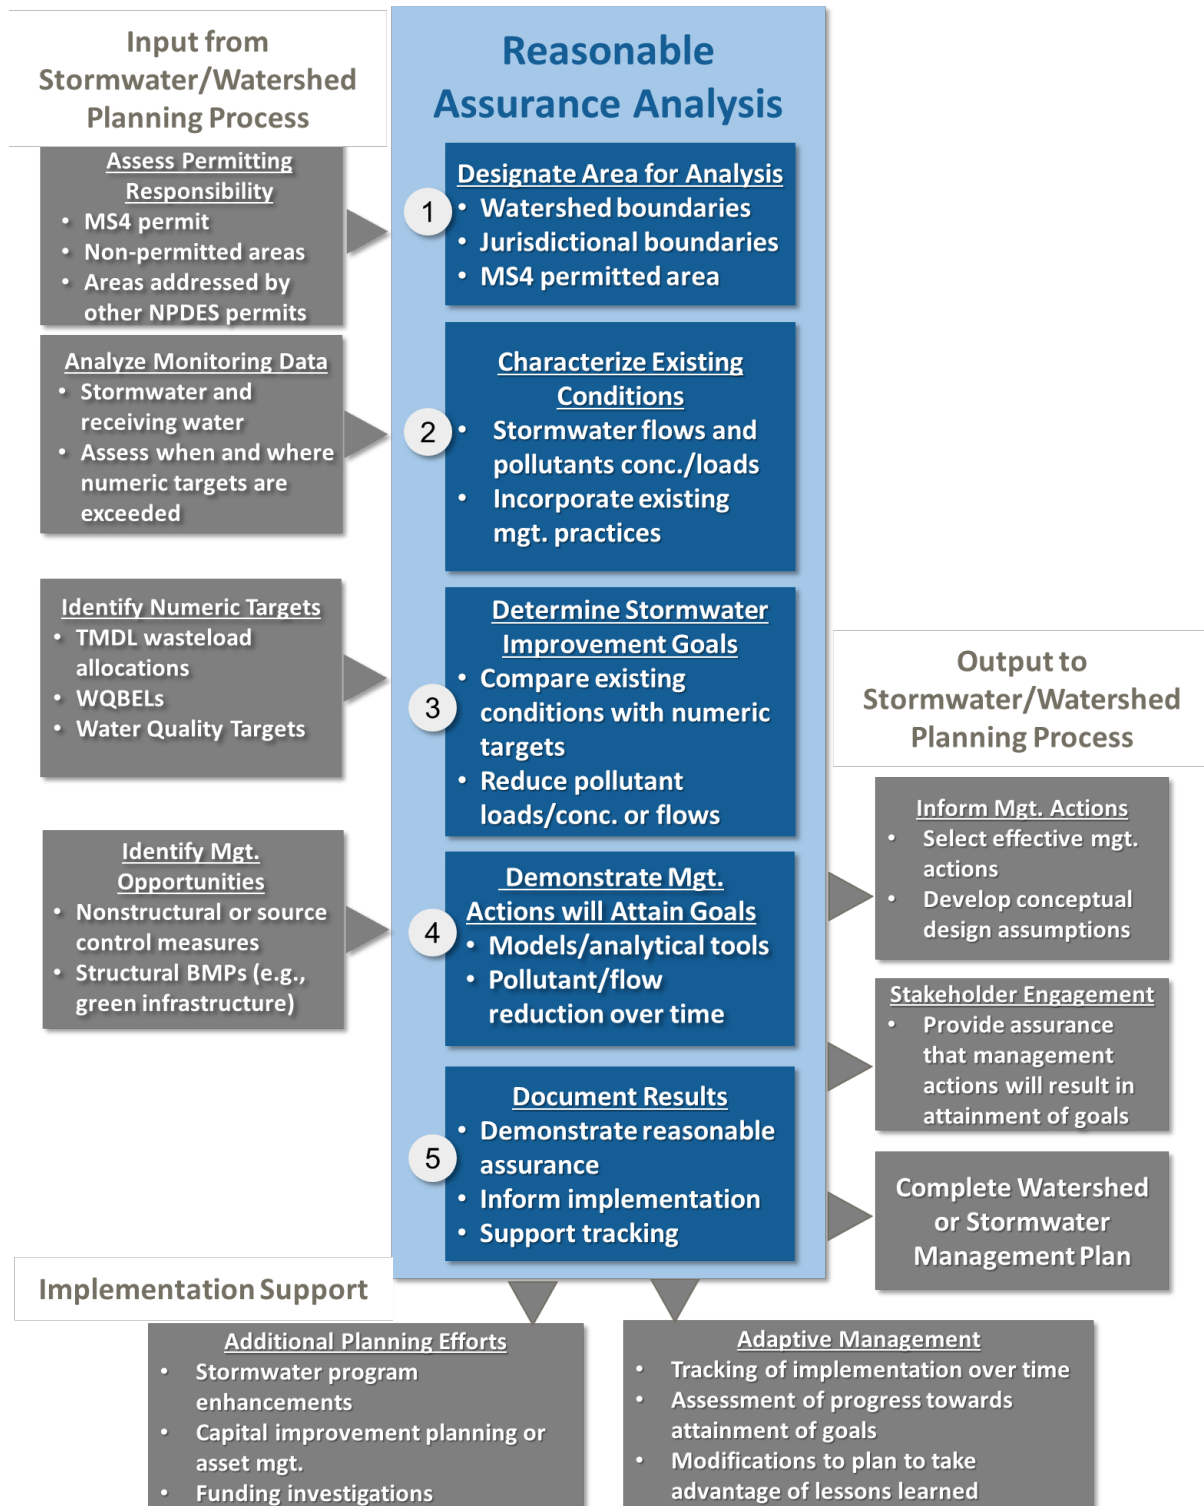 Input from
Stormwater/Watershed
Planning Process
Assess Permitting
Responsibility
• MS4 permit
• Non-permitted areas
• Areas addressed by
other NPDES permits
Analyze Monitoring Data
• Stormwater and
receiving water
• Assess when and where
numeric targets are
exceeded
Identify Numeric Targets
• TMDL wasteload
allocations
• WQBELs
• Water Quality Targets
Identify Mgt.
Opportunities
• Nonstructural or source
control measures
• Structural BMPs (e.g.,
green infrastructure)
Reasonable
Assurance Analysis
1
Designate Area for Analysis
• Watershed boundaries
• Jurisdictional boundaries
• MS4 permitted area
2
Characterize Existing
Conditions
• Stormwater flows and
pollutants conc./loads
• Incorporate existing
mgt. practices
3
Determine Stormwater
Improvement Goals
• Compare existing
conditions with numeric
targets
• Reduce pollutant
loads/conc. or flows
4
Demonstrate Mgt.
Actions will Attain Goals
• Models/analytical tools
• Pollutant/flow
reduction over time
5
Document Results
• Demonstrate reasonable
assurance
• Inform implementation
• Support tracking
Output to
Stormwater/Watershed
Planning Process
Inform Mgt. Actions
• Select effective mgt.
actions
• Develop conceptual
design assumptions
Stakeholder Engagement
• Provide assurance
that management
actions will result in
attainment of goals
Complete Watershed
or Stormwater
Management Plan
Implementation Support
Additional Planning Efforts
• Stormwater program
enhancements
• Capital improvement planning or
asset mgt.
• Funding investigations
Adaptive Management
• Tracking of implementation over time
• Assessment of progress towards
attainment of goals
• Modifications to plan to take
advantage of lessons learned